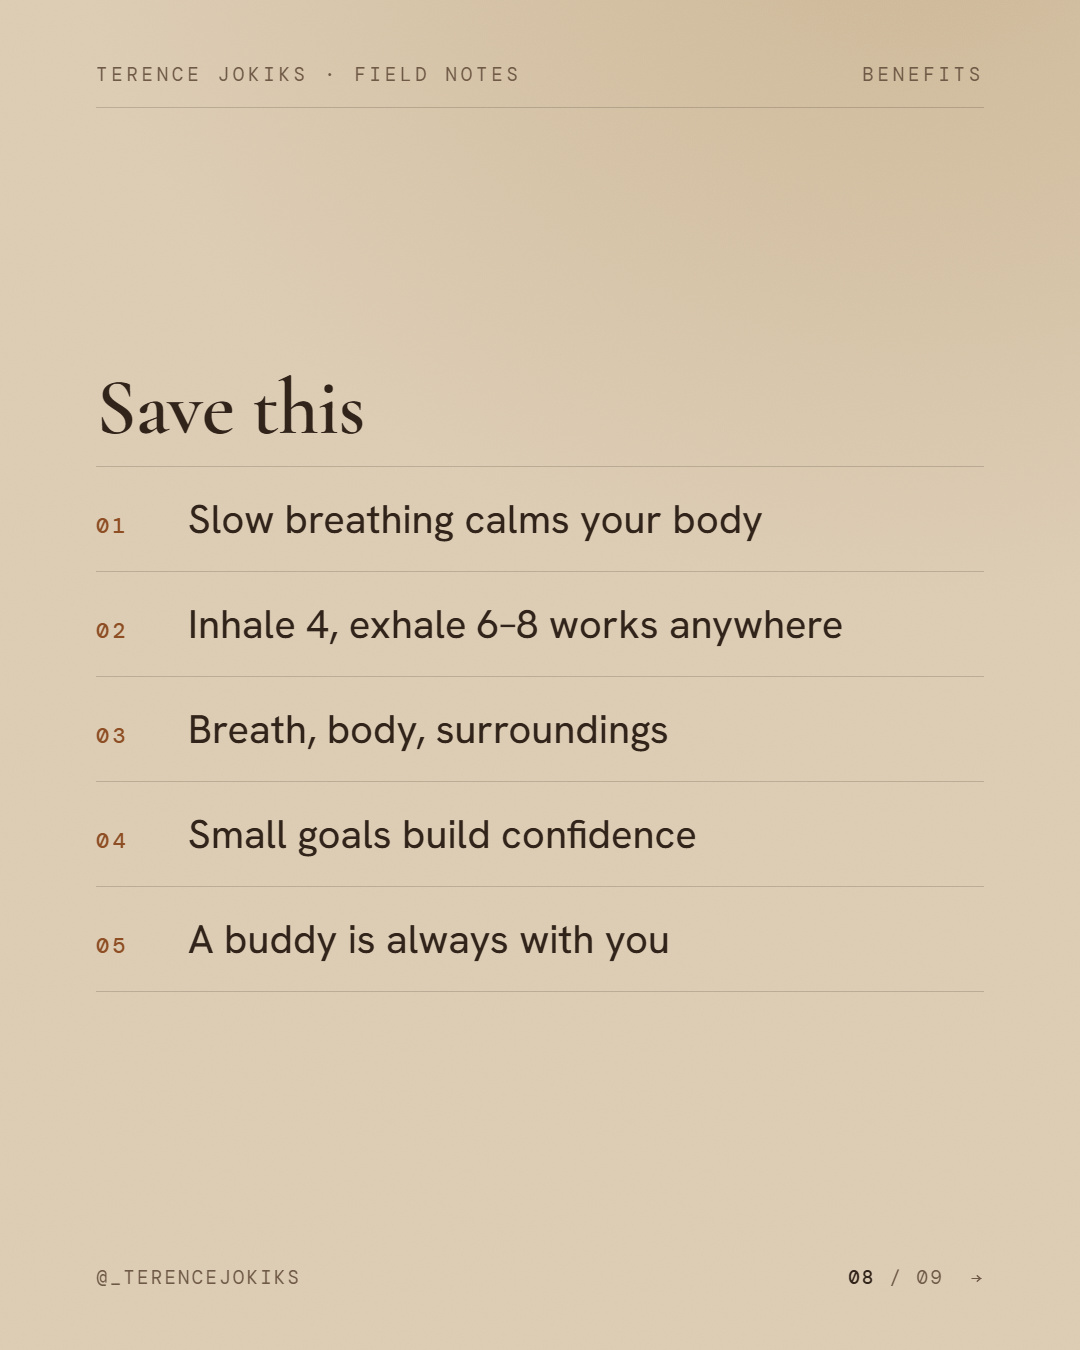 TERENCE JOKIKS · FIELD NOTES
BENEFITS
Save this
01 Slow breathing calms your body
02 Inhale 4, exhale 6–8 works anywhere
03 Breath, body, surroundings
04 Small goals build confidence
05 A buddy is always with you
@_TERENCEJOKIKS
08 / 09 →